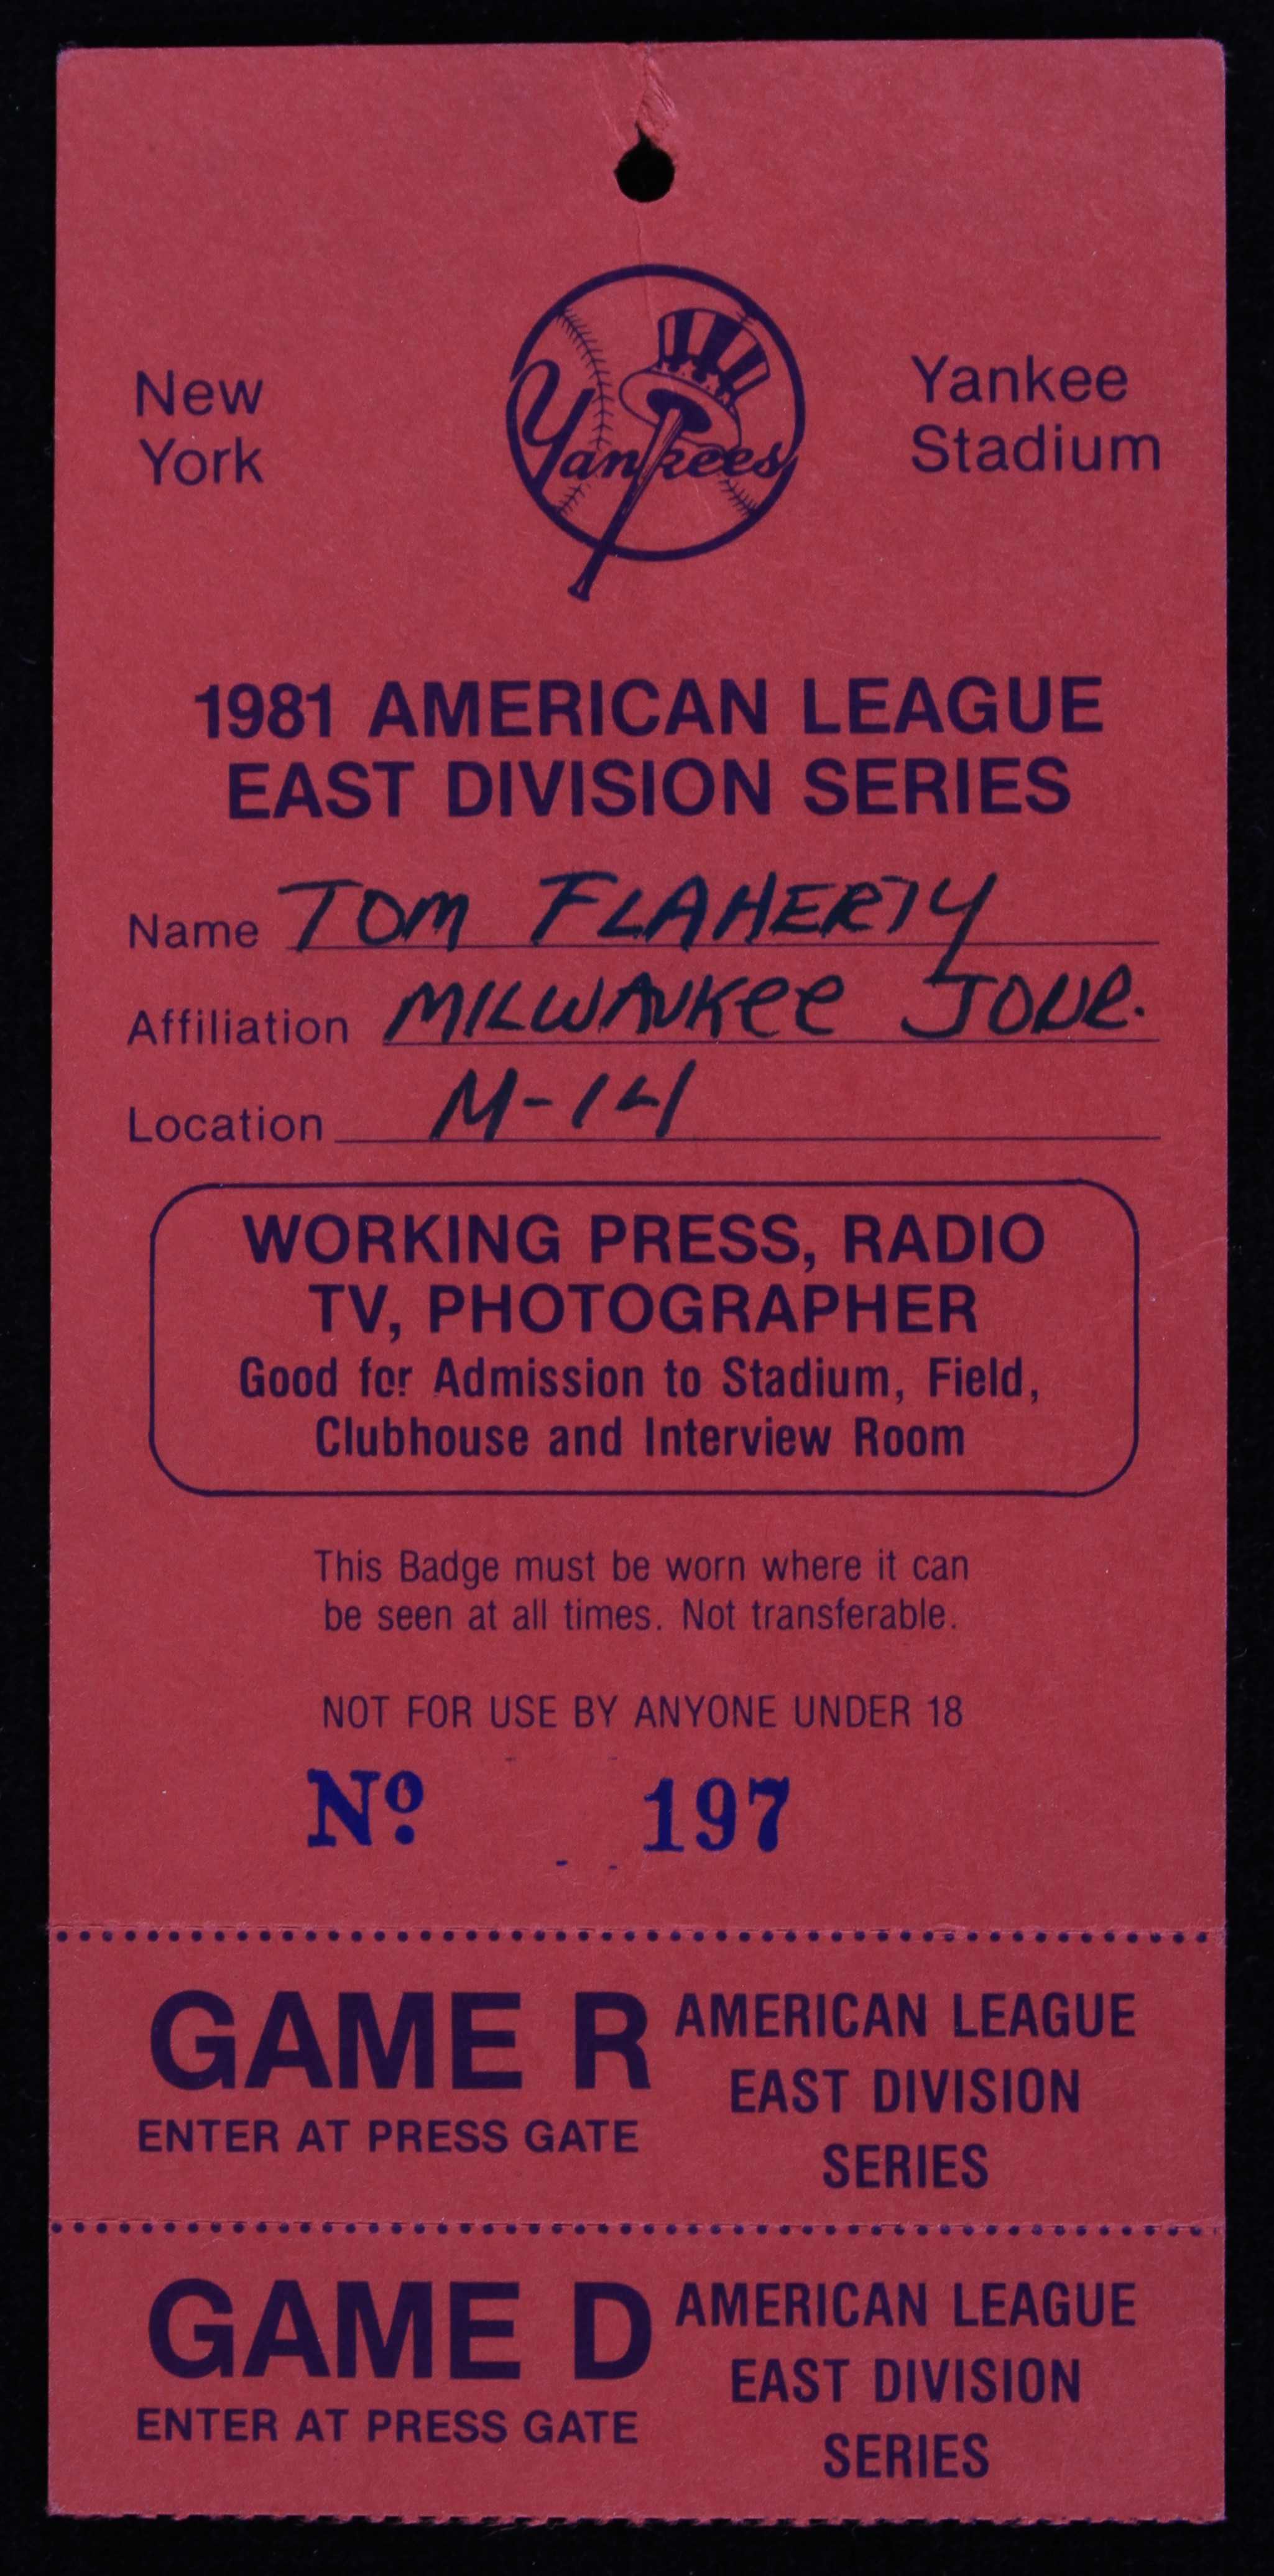 New
York
Yankees
Yankee
Stadium
1981 AMERICAN LEAGUE
EAST DIVISION SERIES
Name TOM FLAHERTY
Affiliation MILWAUKEE JOUR.
Location M-14
WORKING PRESS, RADIO
TV, PHOTOGRAPHER
Good for Admission to Stadium, Field,
Clubhouse and Interview Room
This Badge must be worn where it can
be seen at all times. Not transferable.
NOT FOR USE BY ANYONE UNDER 18
Nº 197
GAME R
ENTER AT PRESS GATE
AMERICAN LEAGUE
EAST DIVISION
SERIES
GAME D
ENTER AT PRESS GATE
AMERICAN LEAGUE
EAST DIVISION
SERIES